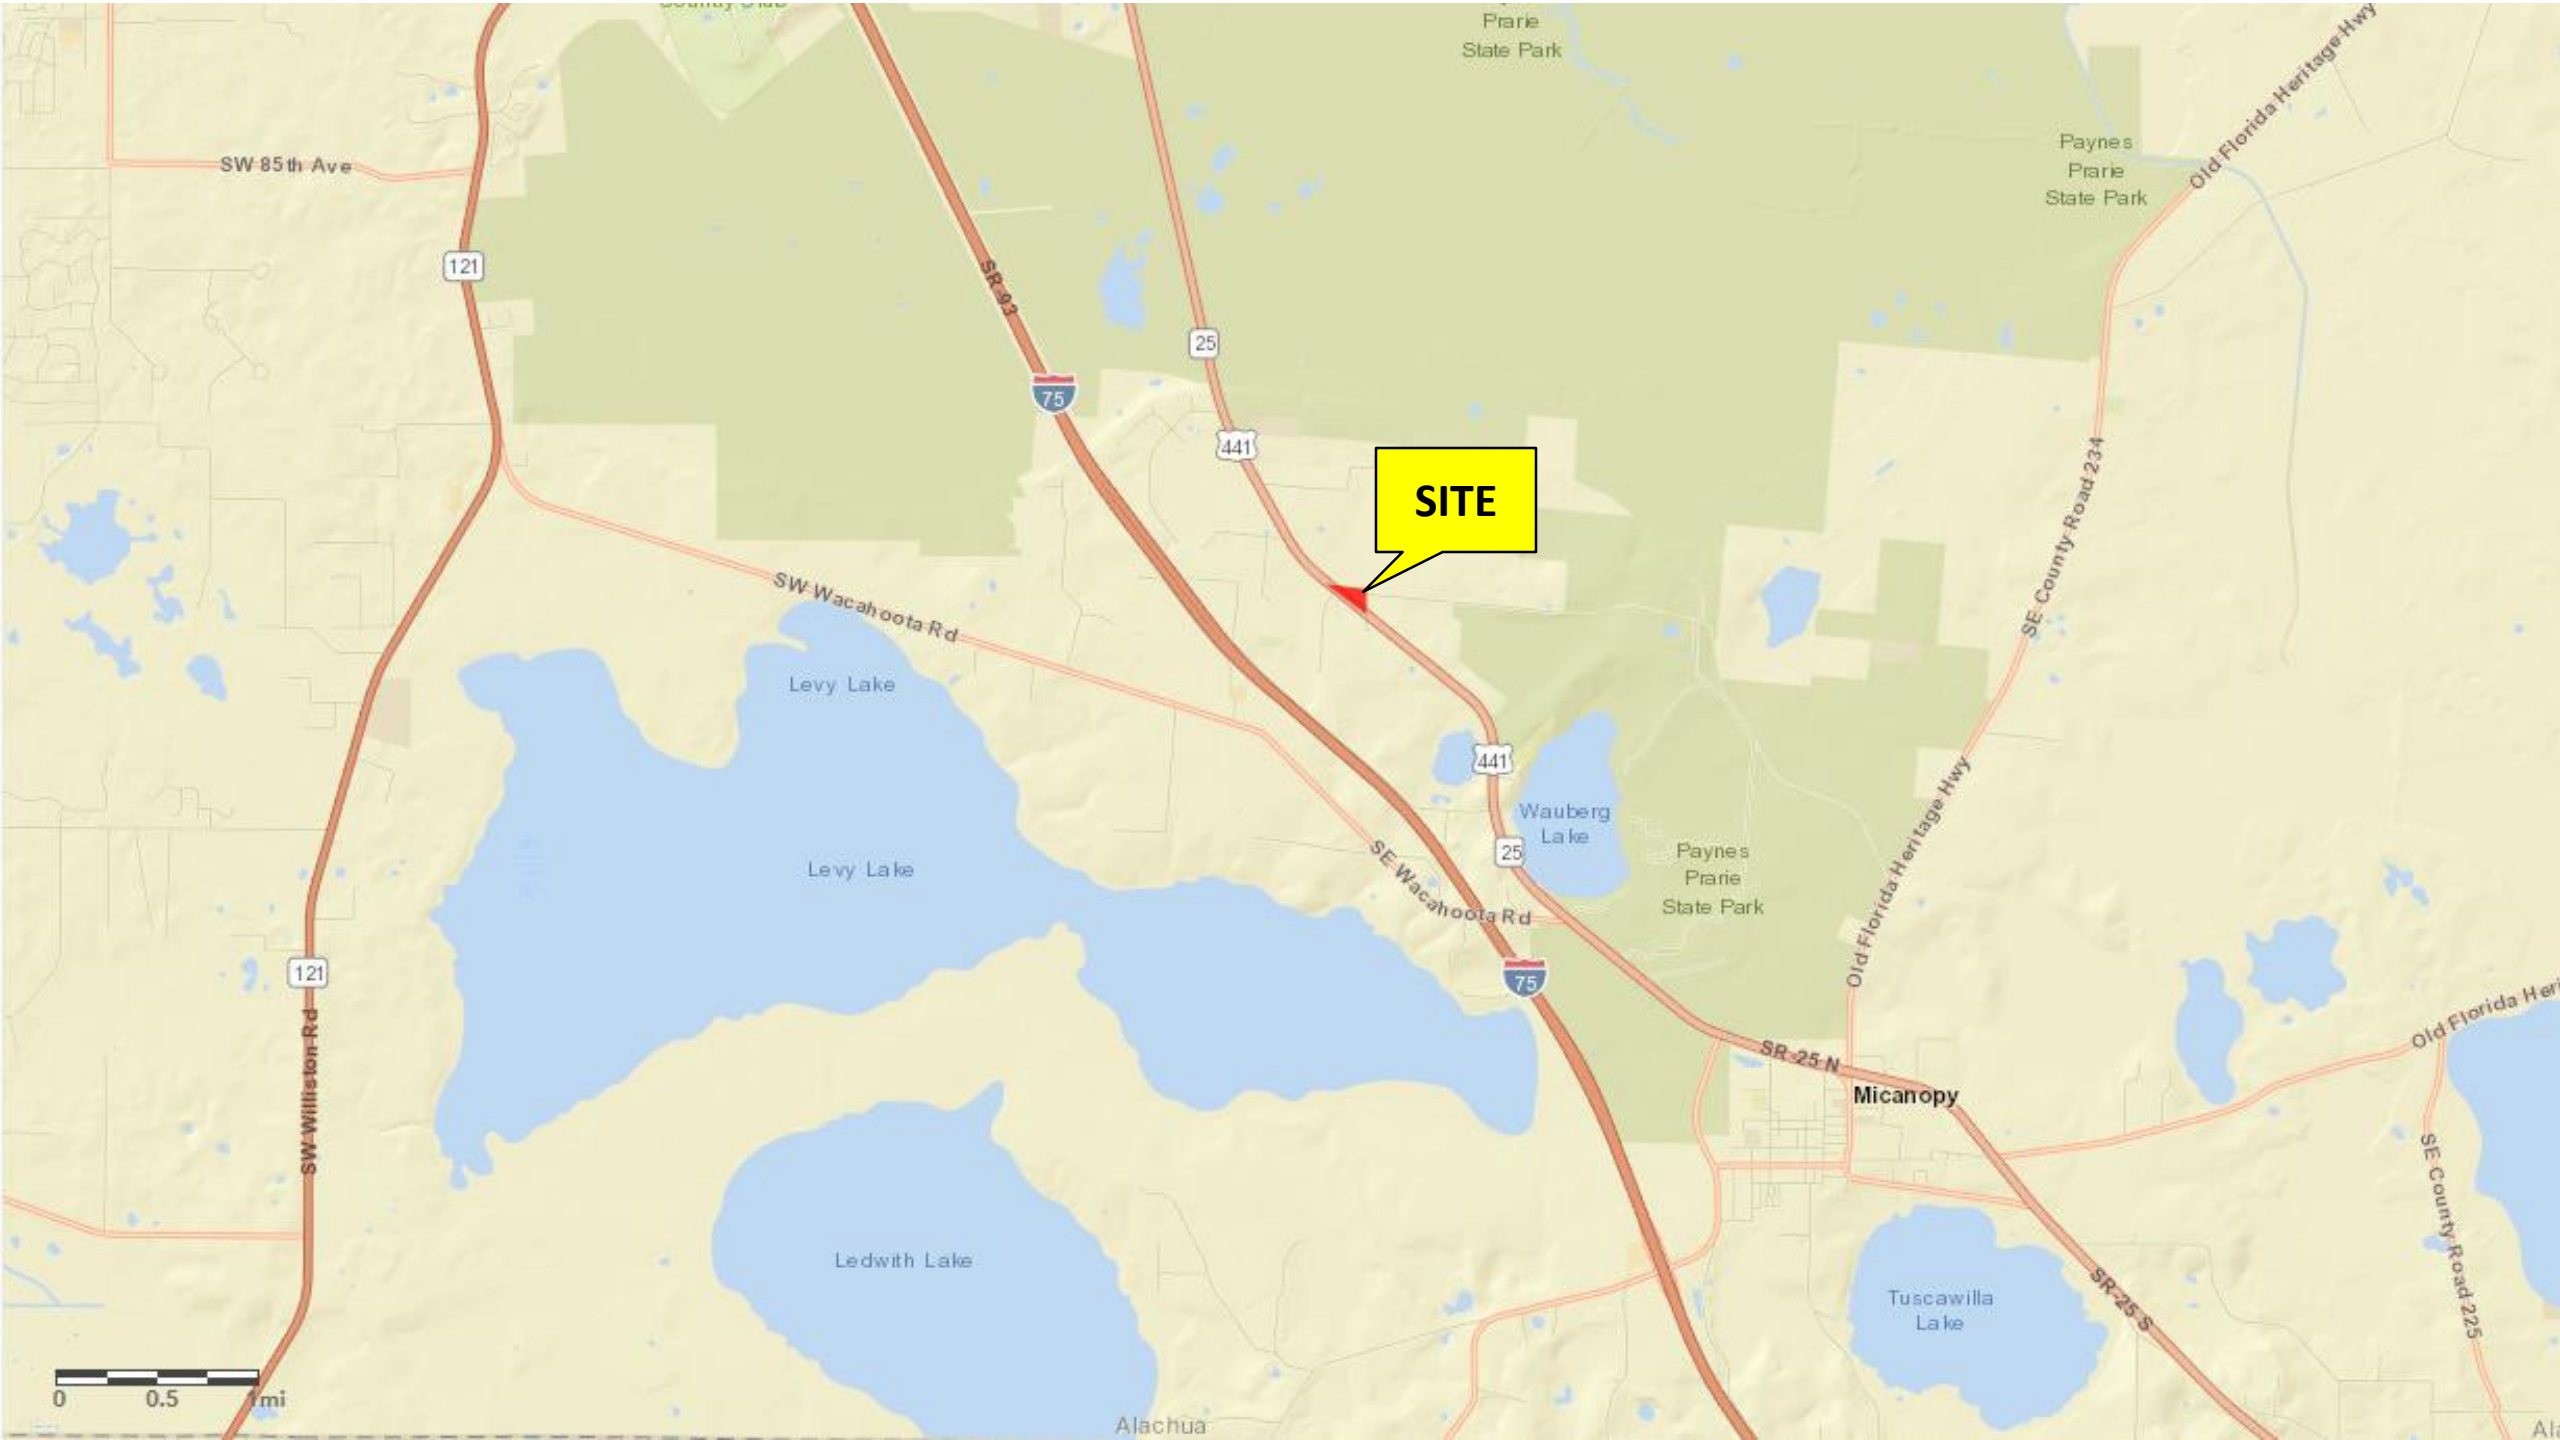 Country Club
Prarie
State Park
Old Florida Heritage Hwy
Paynes
Prarie
State Park
SW 85th Ave
121
SR-93
25
75
441
SITE
SE County Road 234
SW Wacahoota Rd
Levy Lake
441
Wauberg
Lake
Old Florida Heritage Hwy
25
Levy Lake
SE Wacahoota Rd
Paynes
Prarie
State Park
121
75
Old Florida Heri
SR-25 N
Micanopy
SW Williston Rd
SE County Road 225
Ledwith Lake
Tuscawilla
Lake
SR-25 S
0 0.5 1mi
Alachua
Ala